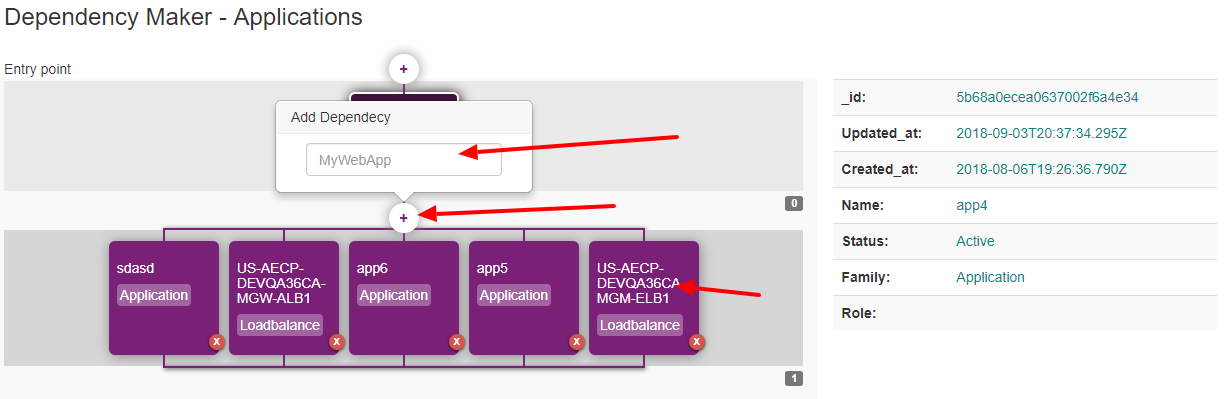 Dependency Maker - Applications
+
Entry point
Add Dependecy
MyWebApp
0
+
sdasd
Application
x
US-AECP-
DEVQA36CA-
MGW-ALB1
Loadbalance
x
app6
Application
x
app5
Application
x
US-AECP-
DEVQA36CA
MGM-ELB1
Loadbalance
x
1
_id: 5b68a0ecea0637002f6a4e34
Updated_at: 2018-09-03T20:37:34.295Z
Created_at: 2018-08-06T19:26:36.790Z
Name: app4
Status: Active
Family: Application
Role: